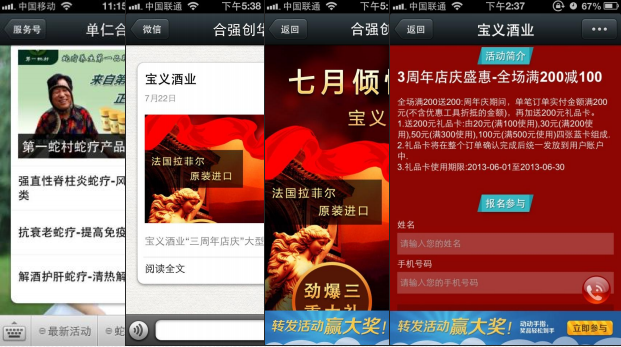 中国移动
11:15
服务号
单仁合
第一蛇村
蛇疗养生第一品
来自
第一蛇村蛇疗产品
强直性脊柱炎蛇疗-风
类
抗衰老蛇疗-提高免疫
解酒护肝蛇疗-清热解
最新活动
蛇
中国联通
下午5:38
微信
合强创华
宝义酒业
7月22日
法国拉菲尔
原装进口
宝义酒业“三周年店庆”大型
阅读全文
中国联通
下午5:
返回
合强创
七月倾情
宝义
法国拉菲尔
原装进口
劲爆三
重大礼
转发活动赢大奖!
中国联通
下午2:37
67%
返回
宝义酒业
活动简介
3周年店庆盛惠-全场满200减100
全场满200送200:周年庆期间，单笔订单实付金额满200
元(不含优惠工具折抵的金额)，再加送200元礼品卡。
1.送200元礼品卡:由20元(满100使用),30元(满200使
用),50元(满300使用),100元(满500元使用)四张蓝卡组成.
2.礼品卡将在整个订单确认完成后统一发放到用户账户
中.
3.礼品卡使用期限:2013-06-01至2013-06-30
报名参与
姓名
请输入您的姓名
手机号码
请输入您的手机号码
转发活动赢大奖!
动动手指,
奖品轻松到手
立即参与